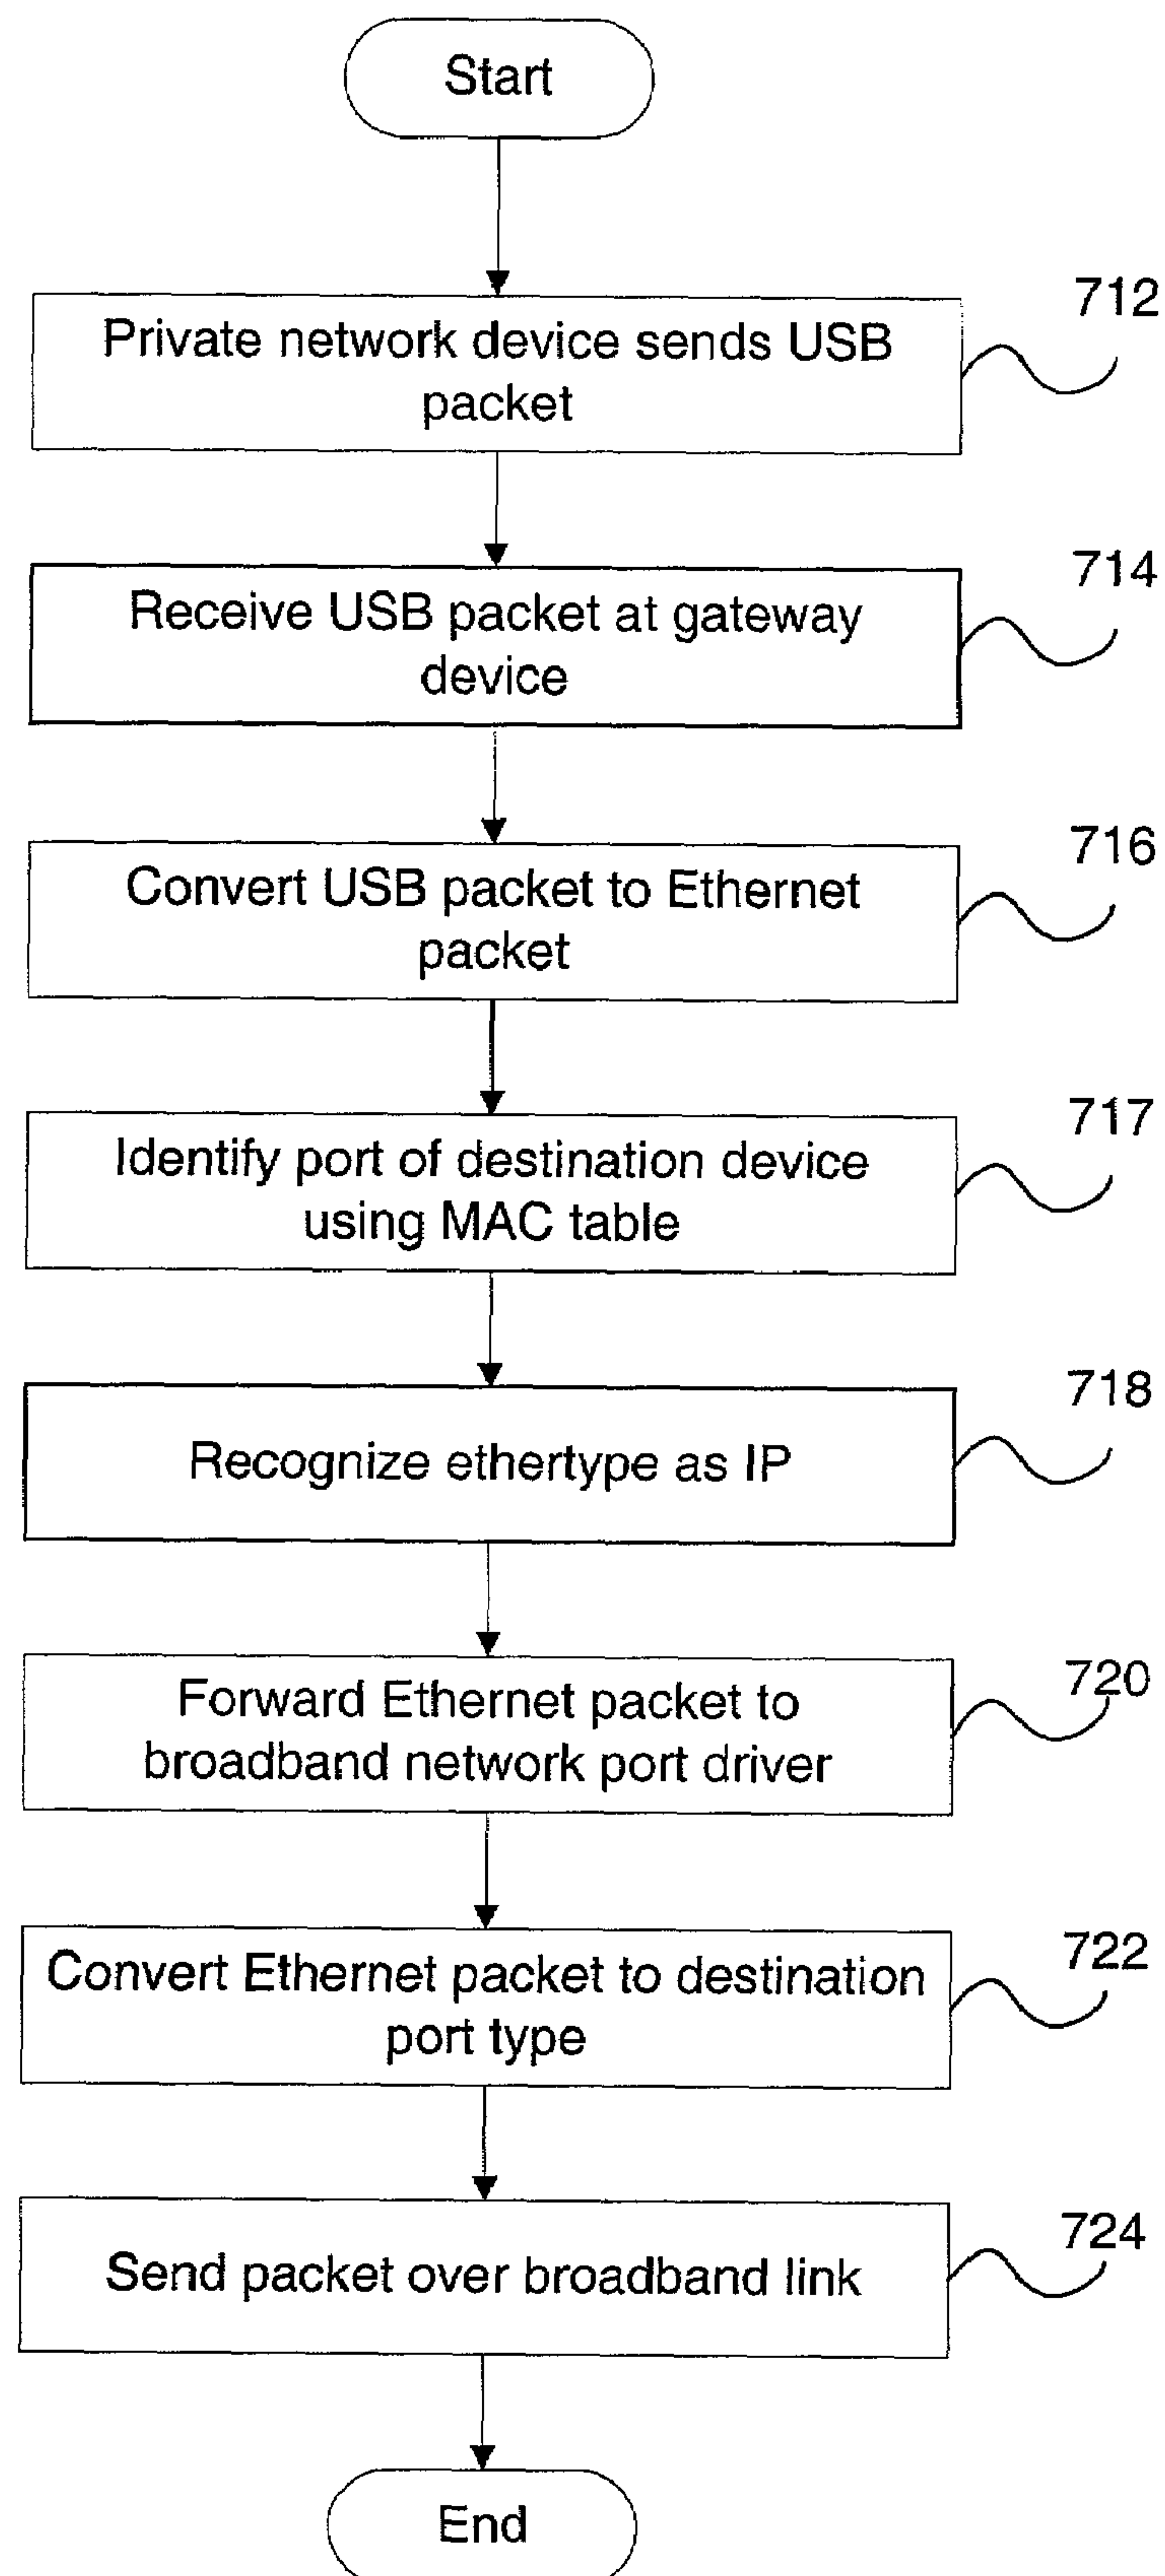 Start
712
Private network device sends USB
packet
714
Receive USB packet at gateway
device
716
Convert USB packet to Ethernet
packet
717
Identify port of destination device
using MAC table
718
Recognize ethertype as IP
720
Forward Ethernet packet to
broadband network port driver
722
Convert Ethernet packet to destination
port type
724
Send packet over broadband link
End